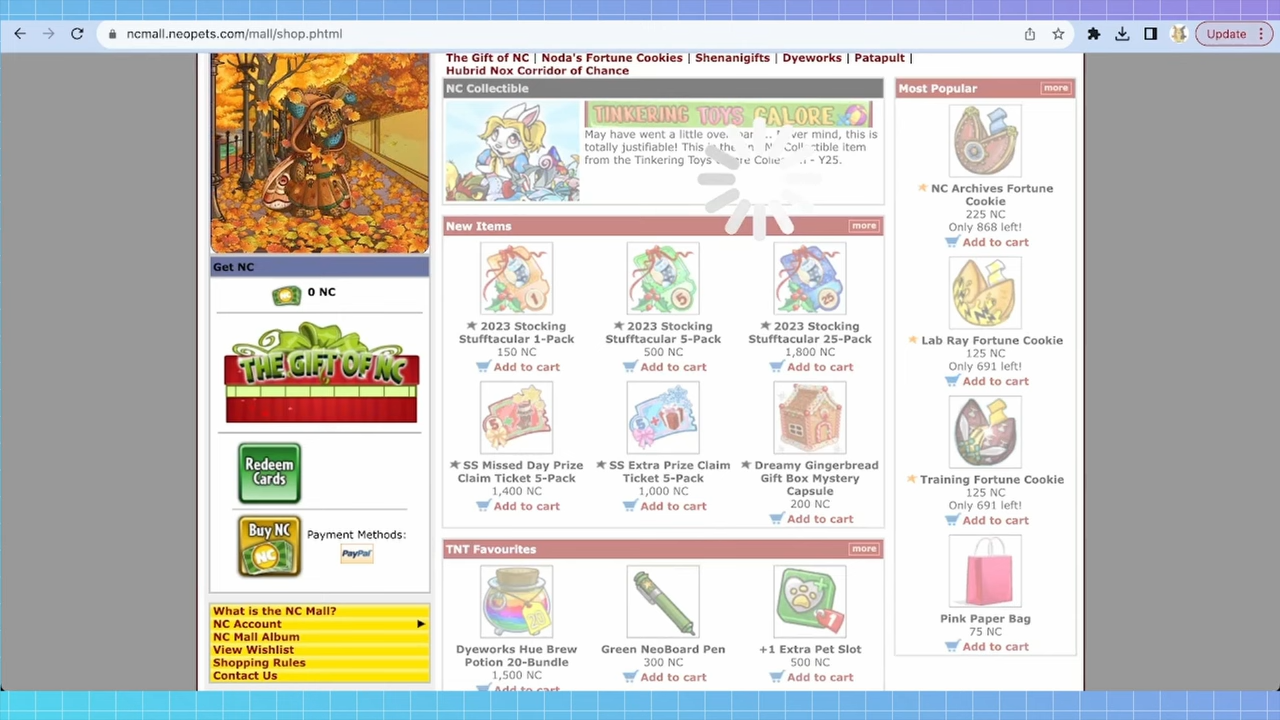 ncmall.neopets.com/mall/shop.phtml
Update
The Gift of NC | Noda's Fortune Cookies | Shenanigifts | Dyeworks | Patapult |
Hubrid Nox Corridor of Chance
NC Collectible
TINKERING TOYS GALORE
May have went a little over
this is
totally justifiable! This
Collectible item
from the Tinkering Toys
- Y25.
New Items
more
2023 Stocking
Stufftacular 1-Pack
150 NC
Add to cart
2023 Stocking
Stufftacular 5-Pack
500 NC
Add to cart
2023 Stocking
Stufftacular 25-Pack
1,800 NC
Add to cart
SS Missed Day Prize
Claim Ticket 5-Pack
1,400 NC
Add to cart
SS Extra Prize Claim
Ticket 5-Pack
1,000 NC
Add to cart
Dreamy Gingerbread
Gift Box Mystery
Capsule
200 NC
Add to cart
TNT Favourites
more
Dyeworks Hue Brew
Potion 20-Bundle
1,500 NC
Add to cart
Green NeoBoard Pen
300 NC
Add to cart
+1 Extra Pet Slot
500 NC
Add to cart
Most Popular
more
NC Archives Fortune
Cookie
225 NC
Only 868 left!
Add to cart
Lab Ray Fortune Cookie
125 NC
Only 691 left!
Add to cart
Training Fortune Cookie
125 NC
Only 691 left!
Add to cart
Pink Paper Bag
75 NC
Add to cart
Get NC
NC
0 NC
THE GIFT OF NC
Redeem
Cards
Buy NC
NC
Payment Methods:
PayPal
What is the NC Mall?
NC Account
NC Mall Album
View Wishlist
Shopping Rules
Contact Us